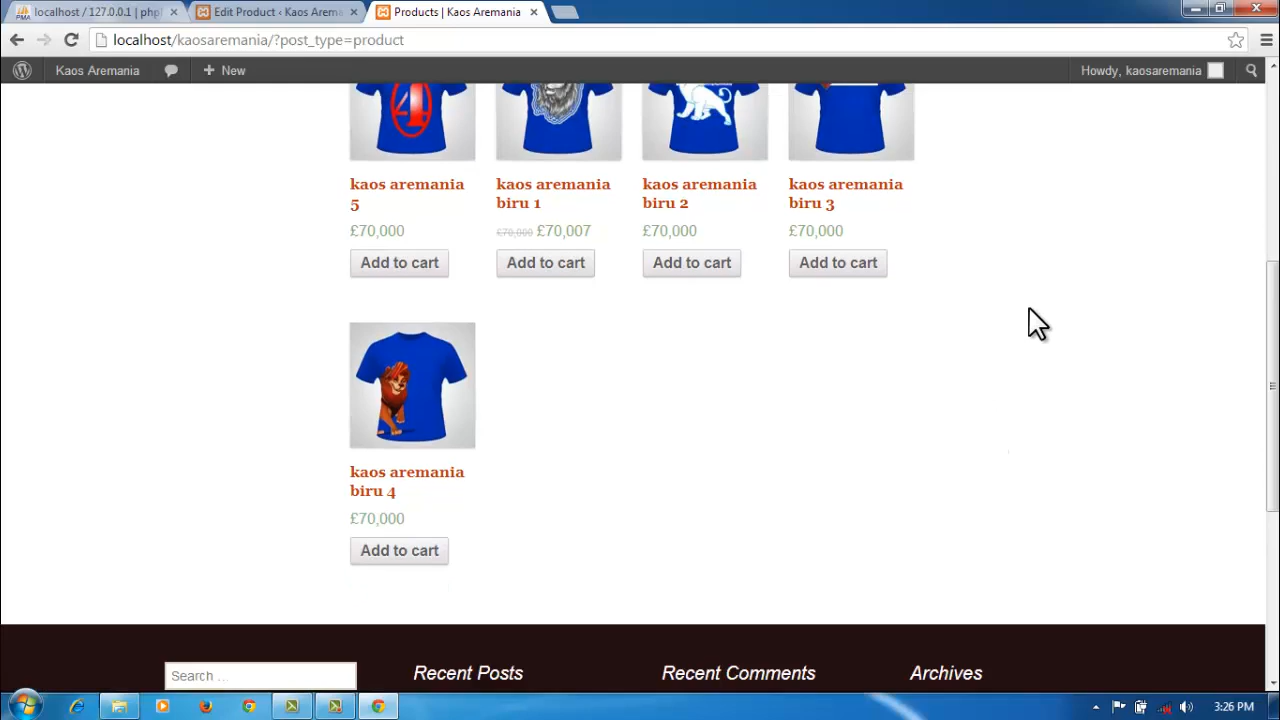 localhost / 127.0.0.1 | php
Edit Product ‹ Kaos Arem
Products | Kaos Aremania
localhost/kaosaremania/?post_type=product
Kaos Aremania
New
Howdy, kaosaremania
4
kaos aremania
5
£70,000
Add to cart
kaos aremania
biru 1
£70,000 £70,007
Add to cart
kaos aremania
biru 2
£70,000
Add to cart
kaos aremania
biru 3
£70,000
Add to cart
kaos aremania
biru 4
£70,000
Add to cart
Search ...
Recent Posts
Recent Comments
Archives
3:26 PM